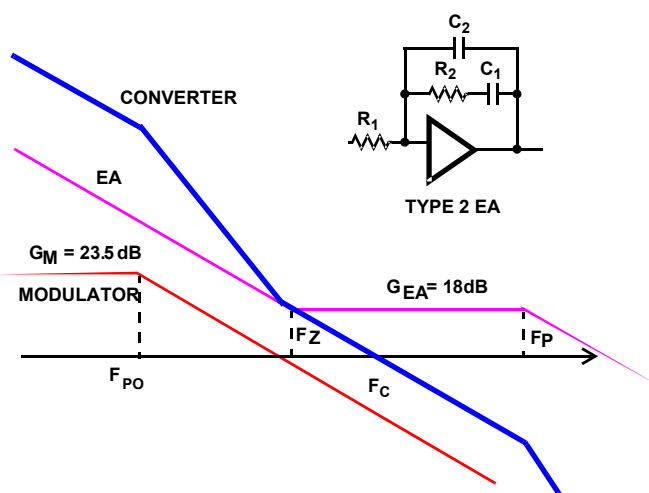 C2
R2 C1
R1
CONVERTER
EA
TYPE 2 EA
GM = 23.5 dB
MODULATOR
GEA= 18dB
FZ
FP
FPO
FC